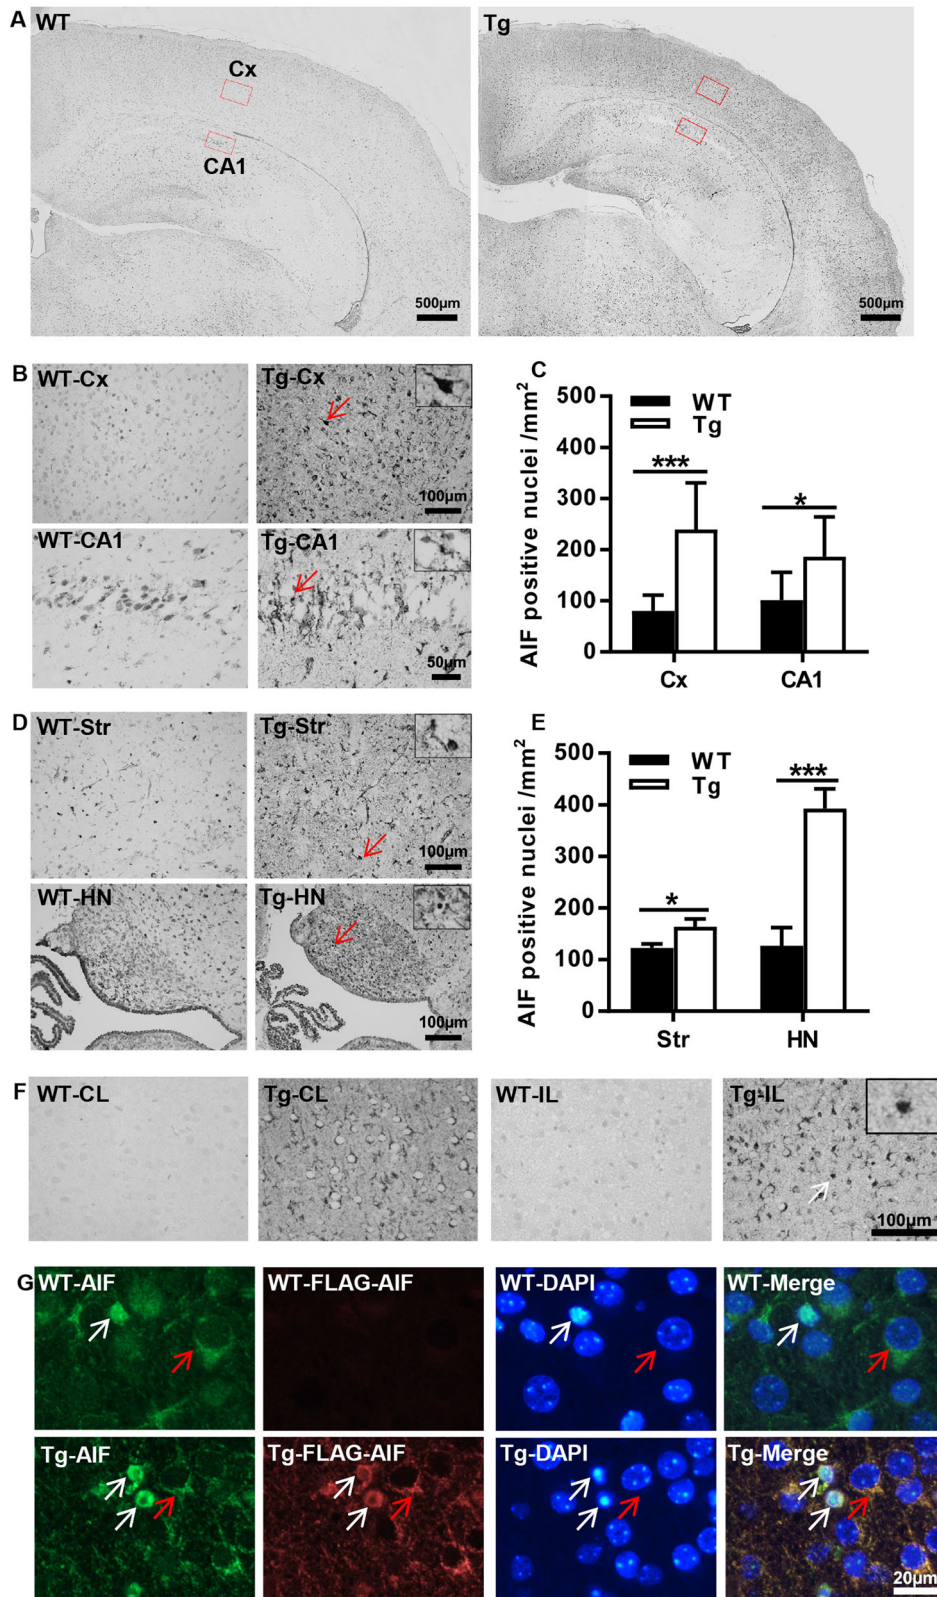 A WT Tg
Cx
CA1
500µm 500µm
B WT-Cx Tg-Cx
100µm
WT-CA1 Tg-CA1
50µm
C
AIF positive nuclei /mm²
500
400
300
200
100
0
WT
Tg
***
*
Cx CA1
D WT-Str Tg-Str
100µm
WT-HN Tg-HN
100µm
E
AIF positive nuclei /mm²
500
400
300
200
100
0
WT
Tg
*
***
Str HN
F WT-CL Tg-CL WT-IL Tg-IL
100µm
G WT-AIF WT-FLAG-AIF WT-DAPI WT-Merge
Tg-AIF Tg-FLAG-AIF Tg-DAPI Tg-Merge
20µm